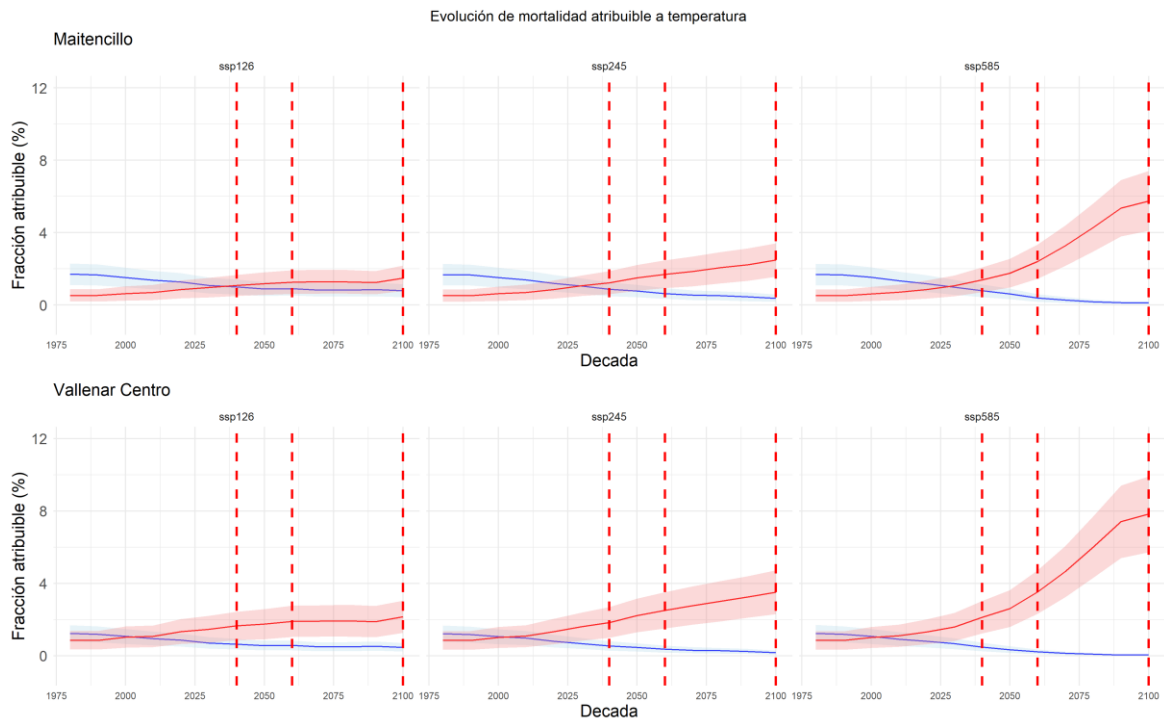 Evolución de mortalidad atribuible a temperatura
Maitencillo
ssp126 ssp245 ssp585
Fracción atribuible (%)
12
8
4
0
1975 2000 2025 2050 2075 2100 1975 2000 2025 2050 2075 2100 1975 2000 2025 2050 2075 2100
Decada
Vallenar Centro
ssp126 ssp245 ssp585
Fracción atribuible (%)
12
8
4
0
1975 2000 2025 2050 2075 2100 1975 2000 2025 2050 2075 2100 1975 2000 2025 2050 2075 2100
Decada